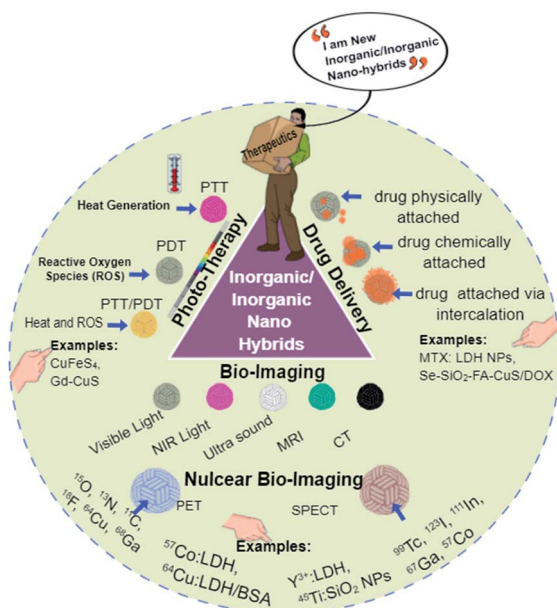 “ I am New
Inorganic/Inorganic
Nano-hybrids ”
Therapeutics
PTT
Heat Generation
PDT
Reactive Oxygen
Species (ROS)
PTT/PDT
Heat and ROS
Examples:
CuFeS₄,
Gd-CuS
Photo-Therapy
Drug Delivery
drug physically
attached
drug chemically
attached
drug attached via
intercalation
Examples:
MTX: LDH NPs,
Se-SiO₂-FA-CuS/DOX
Inorganic/
Inorganic
Nano
Hybrids
Bio-Imaging
Visible Light
NIR Light
Ultra sound
MRI
CT
Nulcear Bio-Imaging
PET
SPECT
¹⁵O, ¹³N, ¹¹C,
¹⁸F, ⁶⁴Cu, ⁶⁸Ga
Examples:
⁵⁷Co:LDH,
⁶⁴Cu:LDH/BSA
Y³⁺:LDH,
⁴⁵Ti:SiO₂ NPs
⁹⁹Tc, ¹²³I, ¹¹¹In,
⁶⁷Ga, ⁵⁷Co